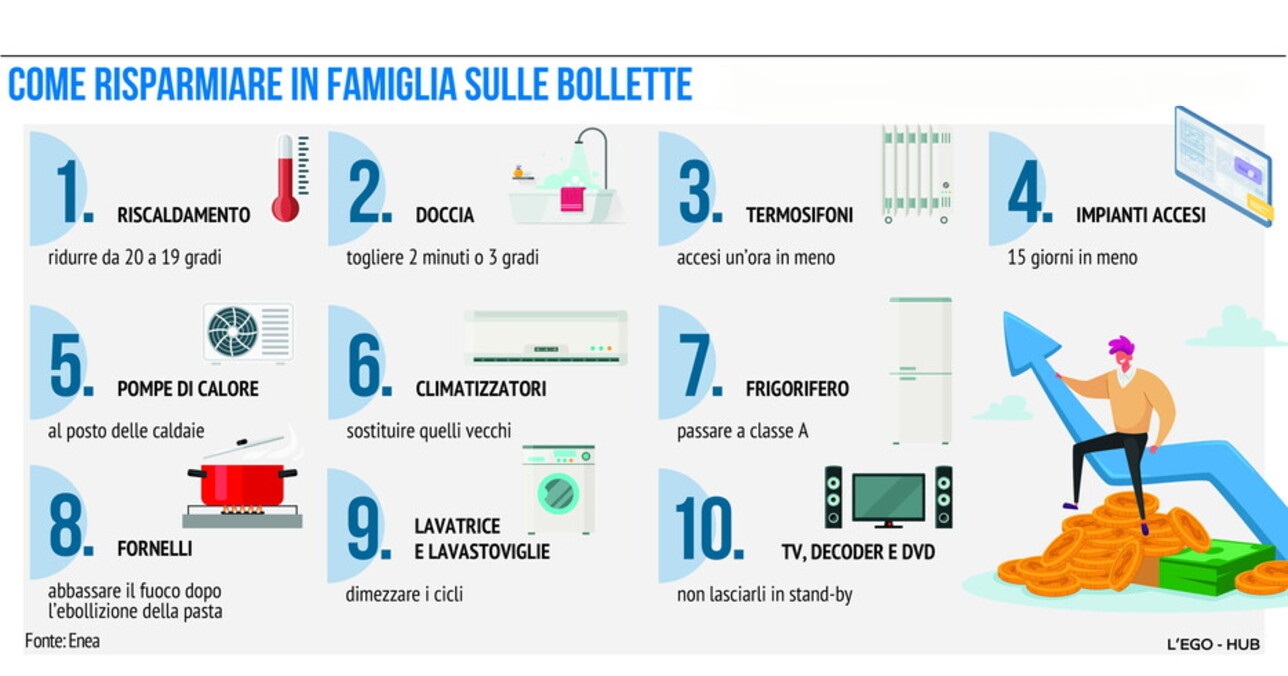 COME RISPARMIARE IN FAMIGLIA SULLE BOLLETTE
1. RISCALDAMENTO
ridurre da 20 a 19 gradi
2. DOCCIA
togliere 2 minuti o 3 gradi
3. TERMOSIFONI
accesi un'ora in meno
4. IMPIANTI ACCESI
15 giorni in meno
5. POMPE DI CALORE
al posto delle caldaie
6. CLIMATIZZATORI
sostituire quelli vecchi
7. FRIGORIFERO
passare a classe A
8. FORNELLI
abbassare il fuoco dopo
l'ebollizione della pasta
9. LAVATRICE
E LAVASTOVIGLIE
dimezzare i cicli
10. TV, DECODER E DVD
non lasciarli in stand-by
Fonte: Enea
L'EGO - HUB